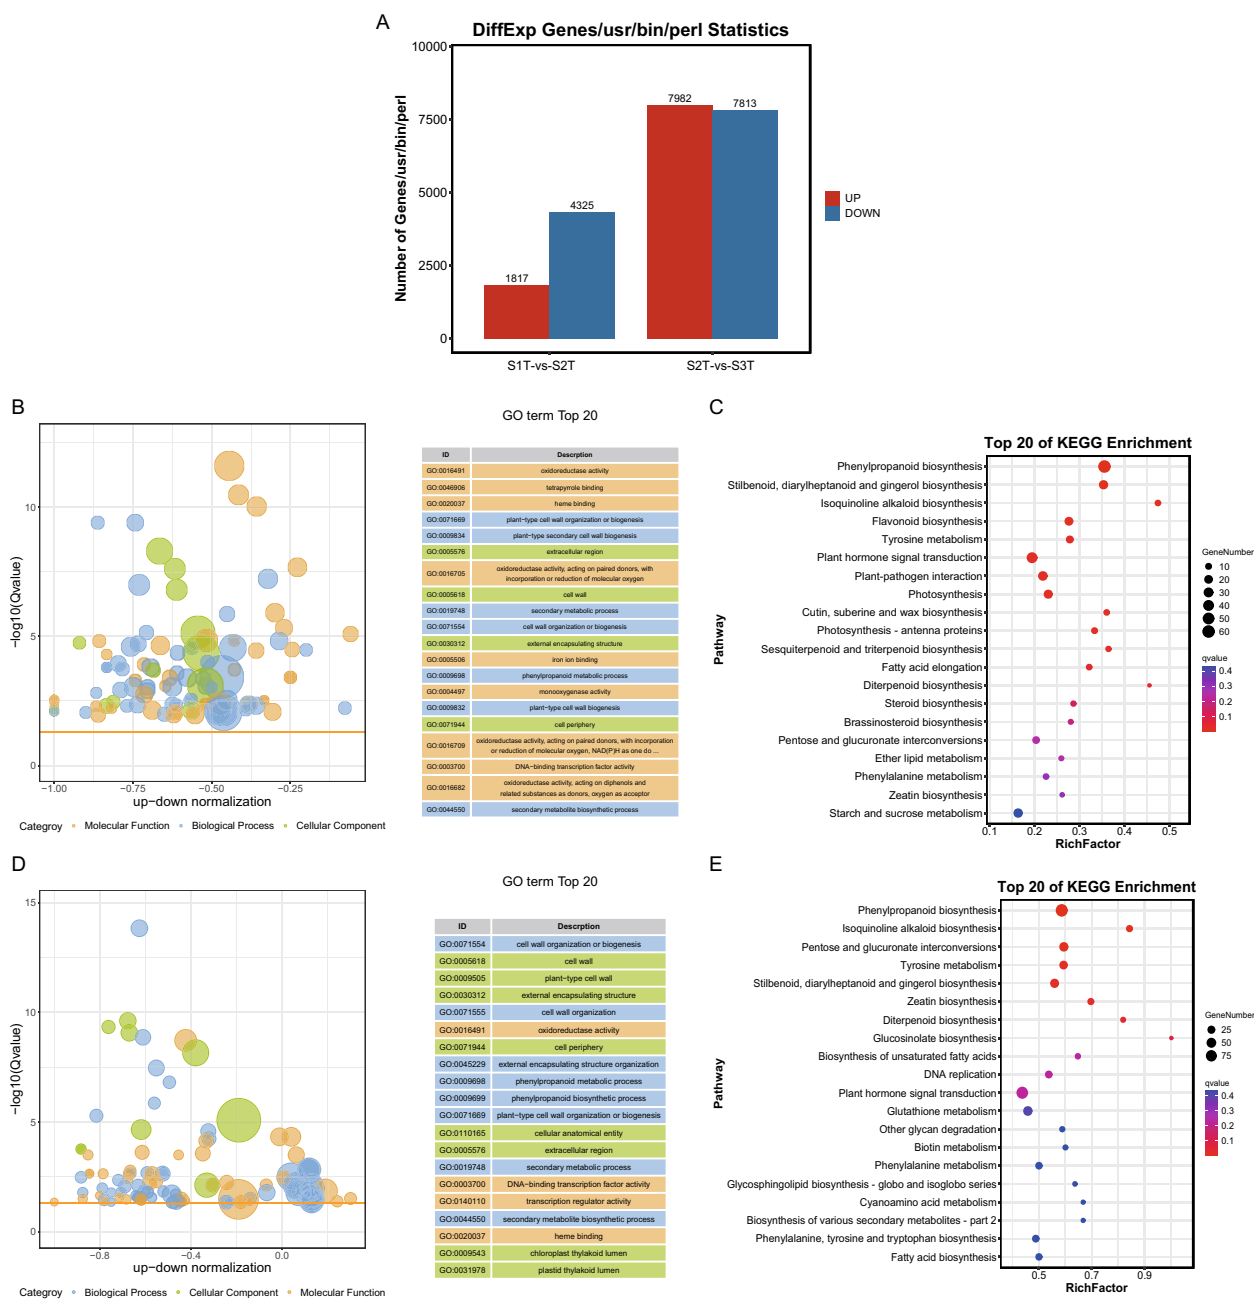 A
DiffExp Genes/usr/bin/perl Statistics
Number of Genes/usr/bin/perl
10000
7500
5000
2500
0
1817
4325
7982
7813
S1T-vs-S2T
S2T-vs-S3T
UP
DOWN
B
−log10(Qvalue)
10
5
0
−1.00
−0.75
−0.50
−0.25
up−down normalization
Categroy
Molecular Function
Biological Process
Cellular Component
GO term Top 20
ID Descrption
GO:0016491 oxidoreductase activity
GO:0046906 tetrapyrrole binding
GO:0020037 heme binding
GO:0071669 plant−type cell wall organization or biogenesis
GO:0009834 plant−type secondary cell wall biogenesis
GO:0005576 extracellular region
GO:0016705 oxidoreductase activity, acting on paired donors, with
incorporation or reduction of molecular oxygen
GO:0005618 cell wall
GO:0019748 secondary metabolic process
GO:0071554 cell wall organization or biogenesis
GO:0030312 external encapsulating structure
GO:0005506 iron ion binding
GO:0009698 phenylpropanoid metabolic process
GO:0004497 monooxygenase activity
GO:0009832 plant−type cell wall biogenesis
GO:0071944 cell periphery
GO:0016709 oxidoreductase activity, acting on paired donors, with incorporation
or reduction of molecular oxygen, NAD(P)H as one do ...
GO:0003700 DNA−binding transcription factor activity
GO:0016682 oxidoreductase activity, acting on diphenols and
related substances as donors, oxygen as acceptor
GO:0044550 secondary metabolite biosynthetic process
C
Top 20 of KEGG Enrichment
Pathway
Phenylpropanoid biosynthesis
Stilbenoid, diarylheptanoid and gingerol biosynthesis
Isoquinoline alkaloid biosynthesis
Flavonoid biosynthesis
Tyrosine metabolism
Plant hormone signal transduction
Plant-pathogen interaction
Photosynthesis
Cutin, suberine and wax biosynthesis
Photosynthesis - antenna proteins
Sesquiterpenoid and triterpenoid biosynthesis
Fatty acid elongation
Diterpenoid biosynthesis
Steroid biosynthesis
Brassinosteroid biosynthesis
Pentose and glucuronate interconversions
Ether lipid metabolism
Phenylalanine metabolism
Zeatin biosynthesis
Starch and sucrose metabolism
0.1
0.2
0.3
0.4
0.5
RichFactor
GeneNumber
10
20
30
40
50
60
qvalue
0.4
0.3
0.2
0.1
D
−log10(Qvalue)
15
10
5
0
−0.8
−0.4
0.0
up−down normalization
Categroy
Biological Process
Cellular Component
Molecular Function
GO term Top 20
ID Descrption
GO:0071554 cell wall organization or biogenesis
GO:0005618 cell wall
GO:0009505 plant−type cell wall
GO:0030312 external encapsulating structure
GO:0071555 cell wall organization
GO:0016491 oxidoreductase activity
GO:0071944 cell periphery
GO:0045229 external encapsulating structure organization
GO:0009698 phenylpropanoid metabolic process
GO:0009699 phenylpropanoid biosynthetic process
GO:0071669 plant−type cell wall organization or biogenesis
GO:0110165 cellular anatomical entity
GO:0005576 extracellular region
GO:0019748 secondary metabolic process
GO:0003700 DNA−binding transcription factor activity
GO:0140110 transcription regulator activity
GO:0044550 secondary metabolite biosynthetic process
GO:0020037 heme binding
GO:0009543 chloroplast thylakoid lumen
GO:0031978 plastid thylakoid lumen
E
Top 20 of KEGG Enrichment
Pathway
Phenylpropanoid biosynthesis
Isoquinoline alkaloid biosynthesis
Pentose and glucuronate interconversions
Tyrosine metabolism
Stilbenoid, diarylheptanoid and gingerol biosynthesis
Zeatin biosynthesis
Diterpenoid biosynthesis
Glucosinolate biosynthesis
Biosynthesis of unsaturated fatty acids
DNA replication
Plant hormone signal transduction
Glutathione metabolism
Other glycan degradation
Biotin metabolism
Phenylalanine metabolism
Glycosphingolipid biosynthesis - globo and isoglobo series
Cyanoamino acid metabolism
Biosynthesis of various secondary metabolites - part 2
Phenylalanine, tyrosine and tryptophan biosynthesis
Fatty acid biosynthesis
0.5
0.7
0.9
RichFactor
GeneNumber
25
50
75
qvalue
0.4
0.3
0.2
0.1